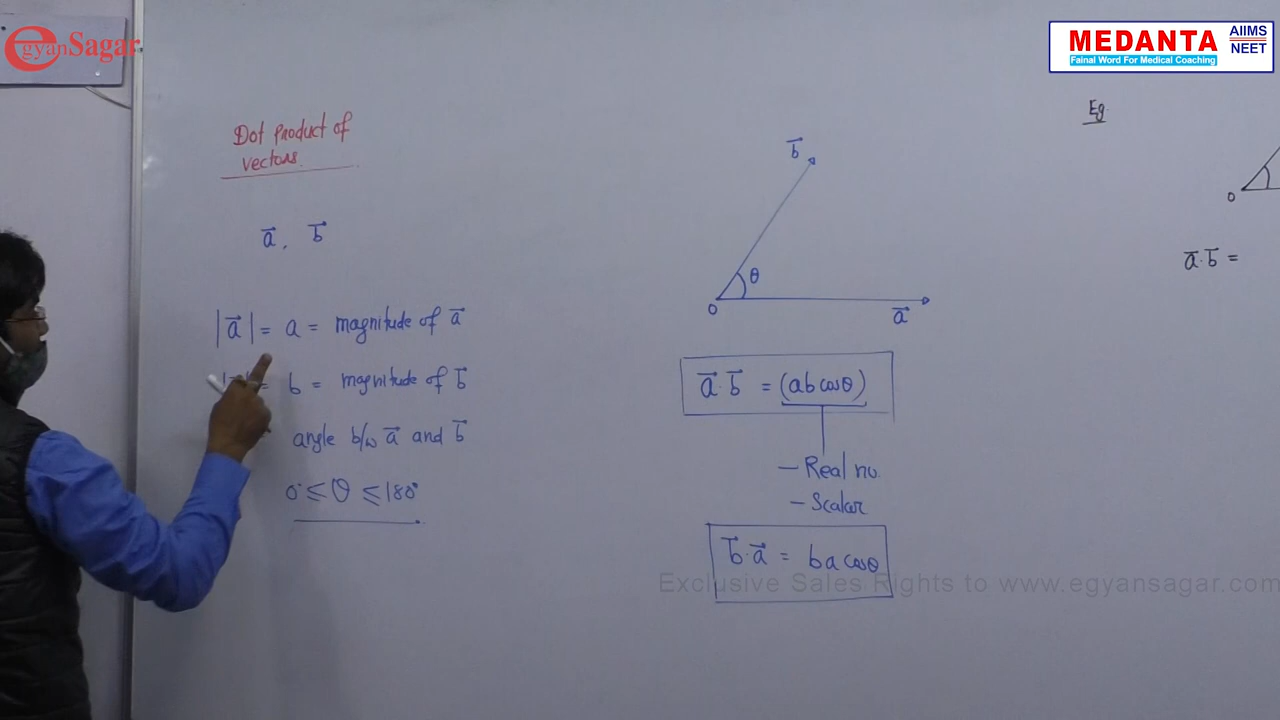 egyanSagar
MEDANTA
AIIMS
NEET
Fainal Word For Medical Coaching
Dot product of
vectors.
a⃗ , b⃗
|a⃗| = a = magnitude of a⃗
= b = magnitude of b⃗
angle b/w a⃗ and b⃗
0° ≤ θ ≤ 180°
b⃗
θ
O
a⃗
a⃗·b⃗ = (ab cosθ)
– Real no.
– Scalar
b⃗·a⃗ = ba cosθ
Eg.
O
a⃗·b⃗ =
Exclusive Sales Rights to www.egyansagar.com